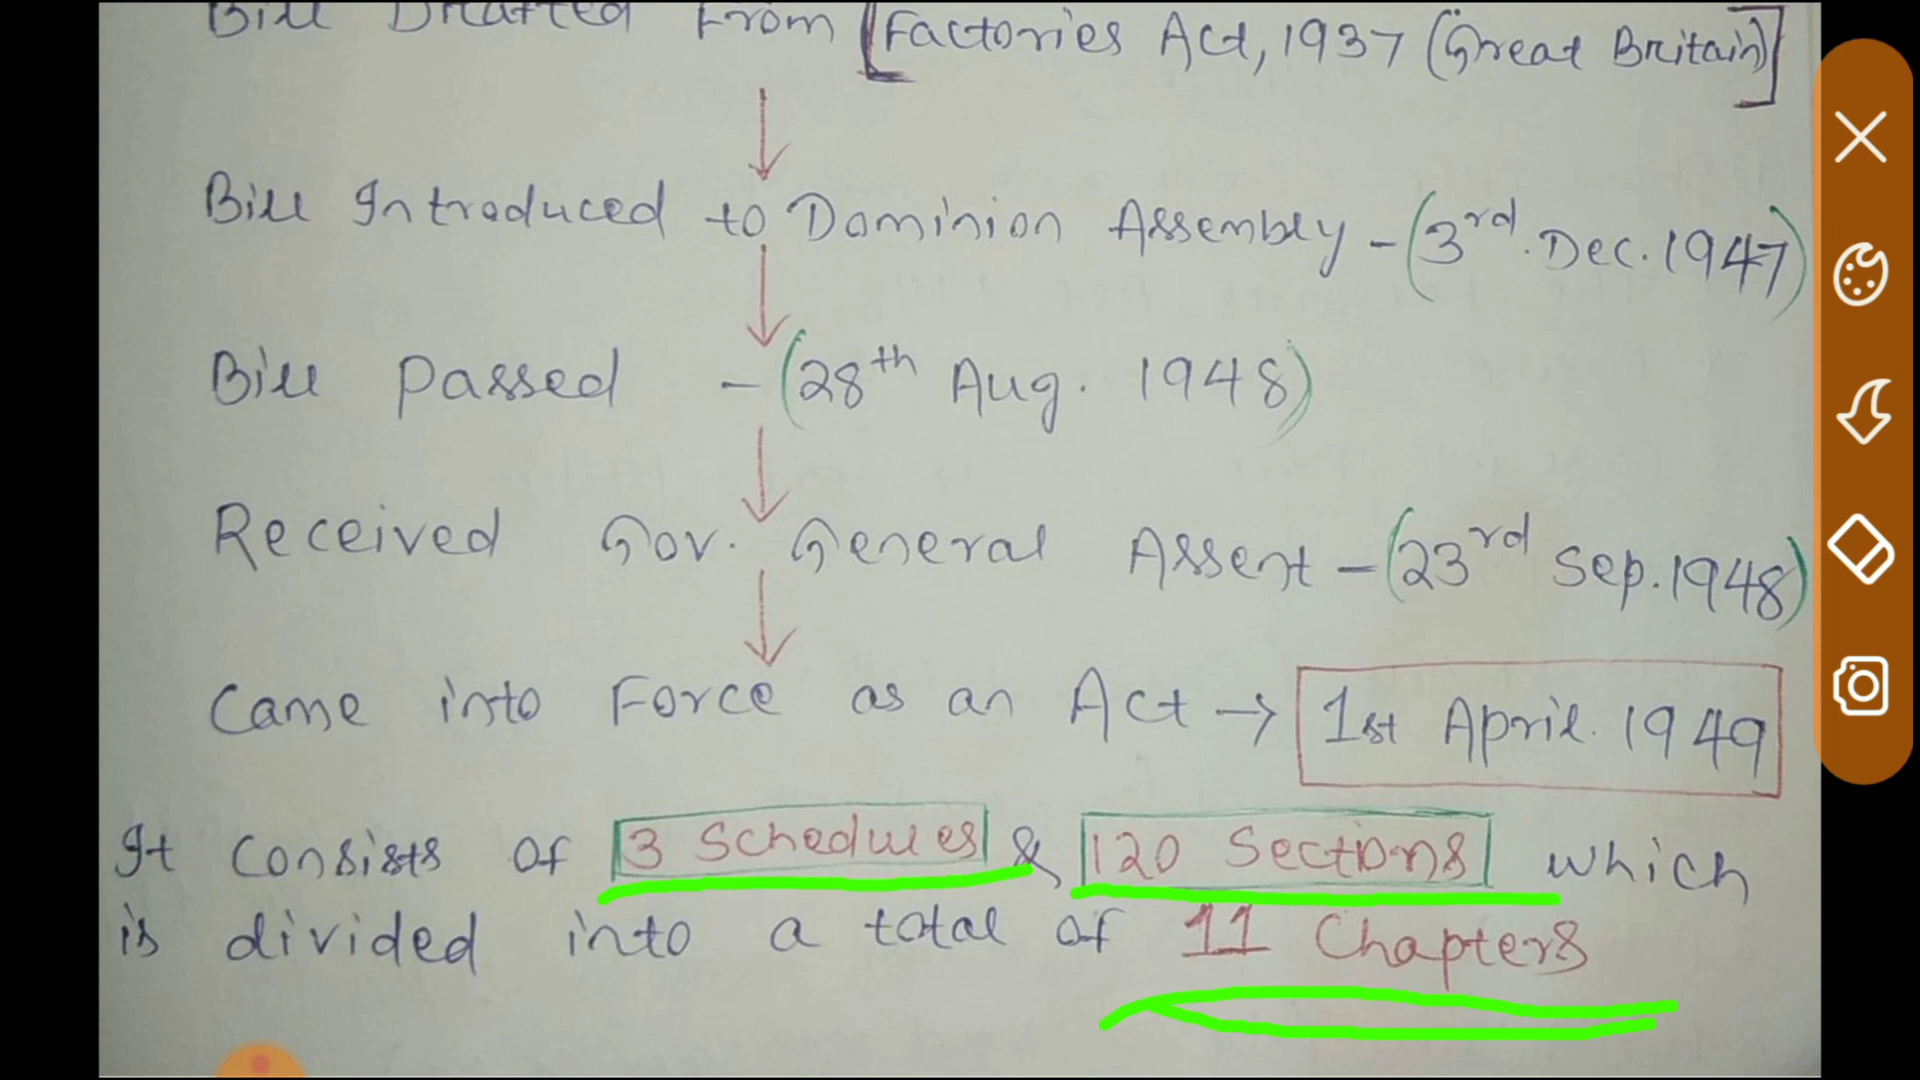 Bill Drafted From [Factories Act, 1937 (Great Britain)]
Bill Introduced to Dominion Assembly - (3rd. Dec. 1947)
Bill Passed - (28th Aug. 1948)
Received Gov. General Assent - (23rd Sep. 1948)
Came into Force as an Act → 1st April. 1949
It consists of 3 Schedules & 120 Sections which
is divided into a total of 11 Chapters